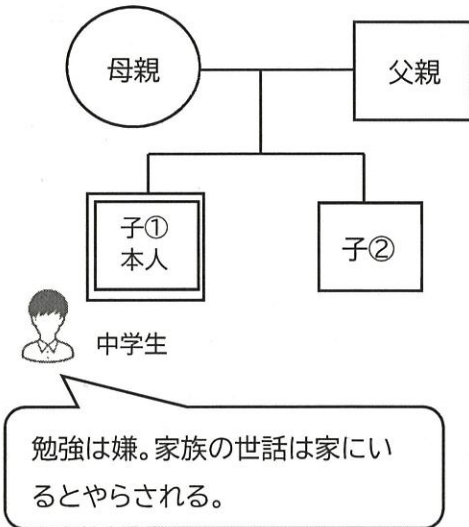 母親
父親
子①
本人
子②
中学生
勉強は嫌。家族の世話は家にい
るとやらされる。